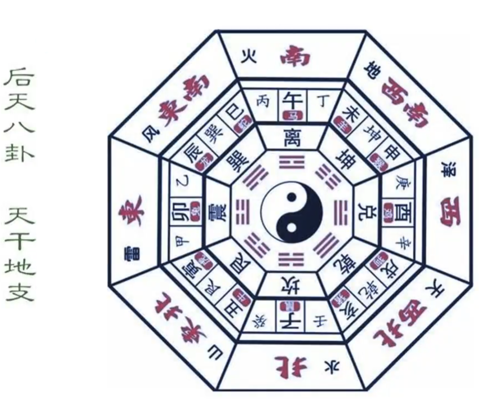 后天八卦 天干地支
火 南
地 西南
泽 西
天 西北
水 北
山 东北
雷 东
风 东南
丙 午 丁
未 坤 申
庚 酉 辛
戌 乾 亥
壬 子 癸
丑 艮 寅
甲 卯 乙
辰 巽 巳
离
坤
兑
乾
坎
艮
震
巽